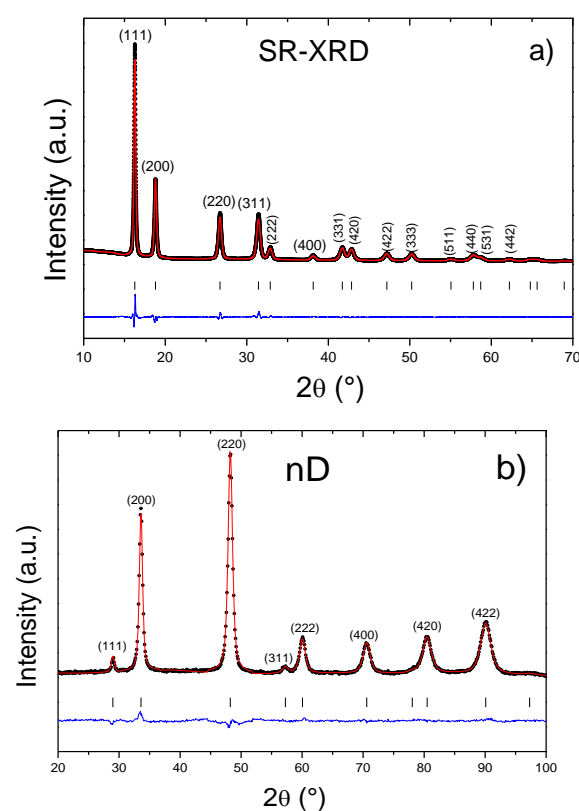 (111)
SR-XRD
a)
(200)
(220)
(311)
(222)
(400)
(331)
(420)
(422)
(333)
(511)
(440)
(531)
(442)
Intensity (a.u.)
10 20 30 40 50 60 70
2θ (°)
(220)
nD
b)
(200)
(111)
(311)
(222)
(400)
(420)
(422)
Intensity (a.u.)
20 30 40 50 60 70 80 90 100
2θ (°)